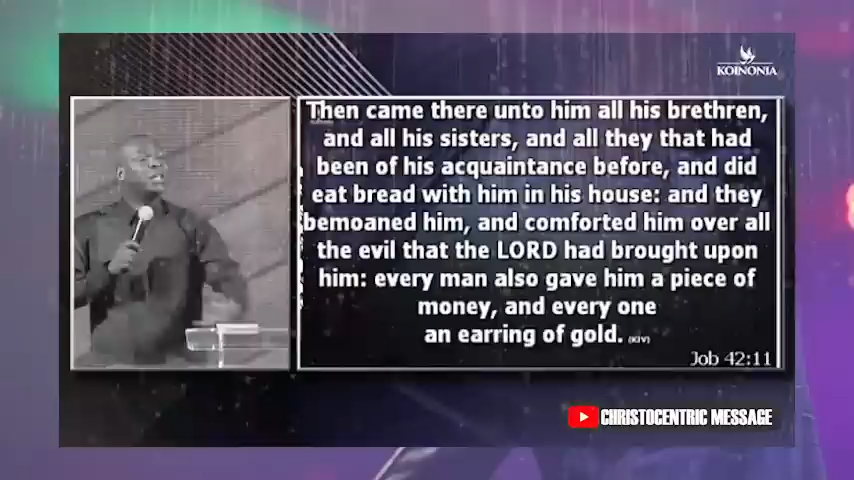 KOINONIA
Then came there unto him all his brethren,
and all his sisters, and all they that had
been of his acquaintance before, and did
eat bread with him in his house: and they
bemoaned him, and comforted him over all
the evil that the LORD had brought upon
him: every man also gave him a piece of
money, and every one
an earring of gold. (KJV)
Job 42:11
CHRISTOCENTRIC MESSAGE